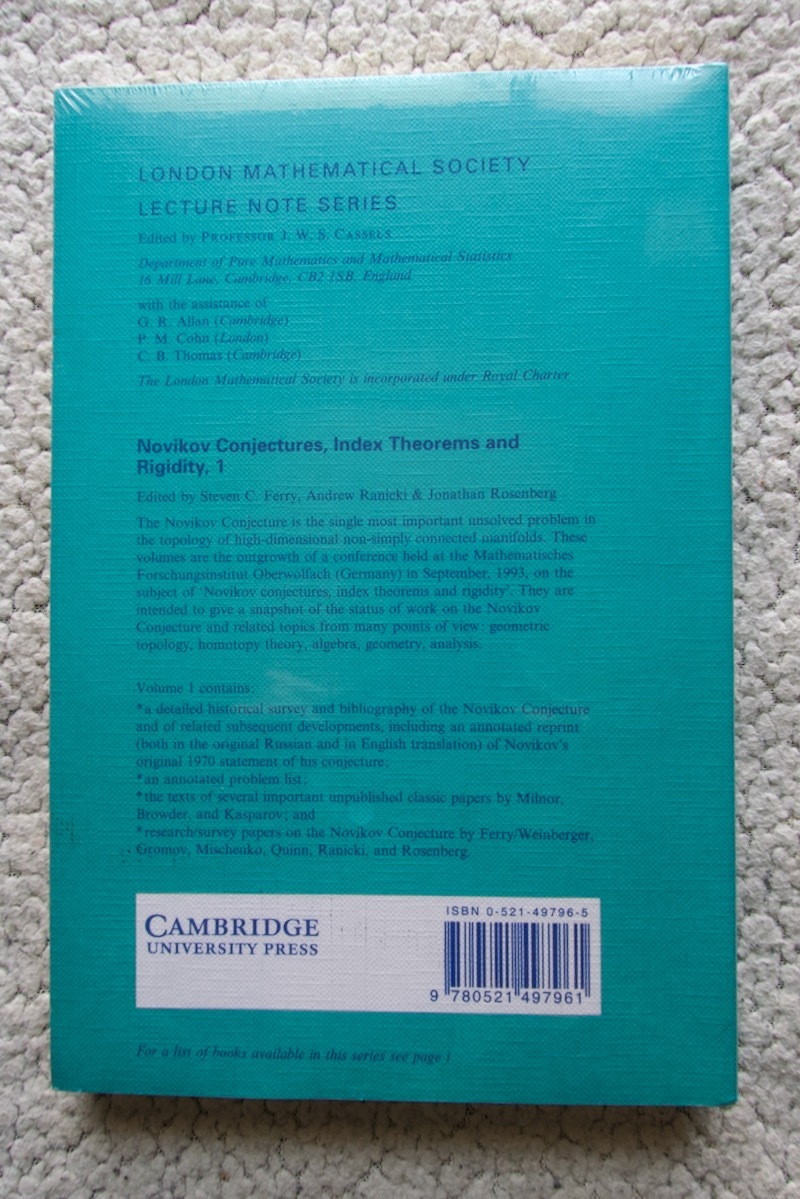 LONDON MATHEMATICAL SOCIETY
LECTURE NOTE SERIES
Edited by PROFESSOR J. W. S. CASSELS
Department of Pure Mathematics and Mathematical Statistics
16 Mill Lane, Cambridge, CB2 1SB, England
with the assistance of
G. R. Allan (Cambridge)
P. M. Cohn (London)
C. B. Thomas (Cambridge)
The London Mathematical Society is incorporated under Royal Charter
Novikov Conjectures, Index Theorems and
Rigidity, 1
Edited by Steven C. Ferry, Andrew Ranicki & Jonathan Rosenberg
The Novikov Conjecture is the single most important unsolved problem in
the topology of high-dimensional non-simply connected manifolds. These
volumes are the outgrowth of a conference held at the Mathematisches
Forschungsinstitut Oberwolfach (Germany) in September, 1993, on the
subject of 'Novikov conjectures, index theorems and rigidity'. They are
intended to give a snapshot of the status of work on the Novikov
Conjecture and related topics from many points of view: geometric
topology, homotopy theory, algebra, geometry, analysis.
Volume 1 contains:
*a detailed historical survey and bibliography of the Novikov Conjecture
and of related subsequent developments, including an annotated reprint
(both in the original Russian and in English translation) of Novikov's
original 1970 statement of his conjecture;
*an annotated problem list;
*the texts of several important unpublished classic papers by Milnor,
Browder, and Kasparov; and
*research/survey papers on the Novikov Conjecture by Ferry/Weinberger,
Gromov, Mischenko, Quinn, Ranicki, and Rosenberg.
CAMBRIDGE
UNIVERSITY PRESS
ISBN 0-521-49796-5
9 780521 497961
For a list of books available in this series see page i